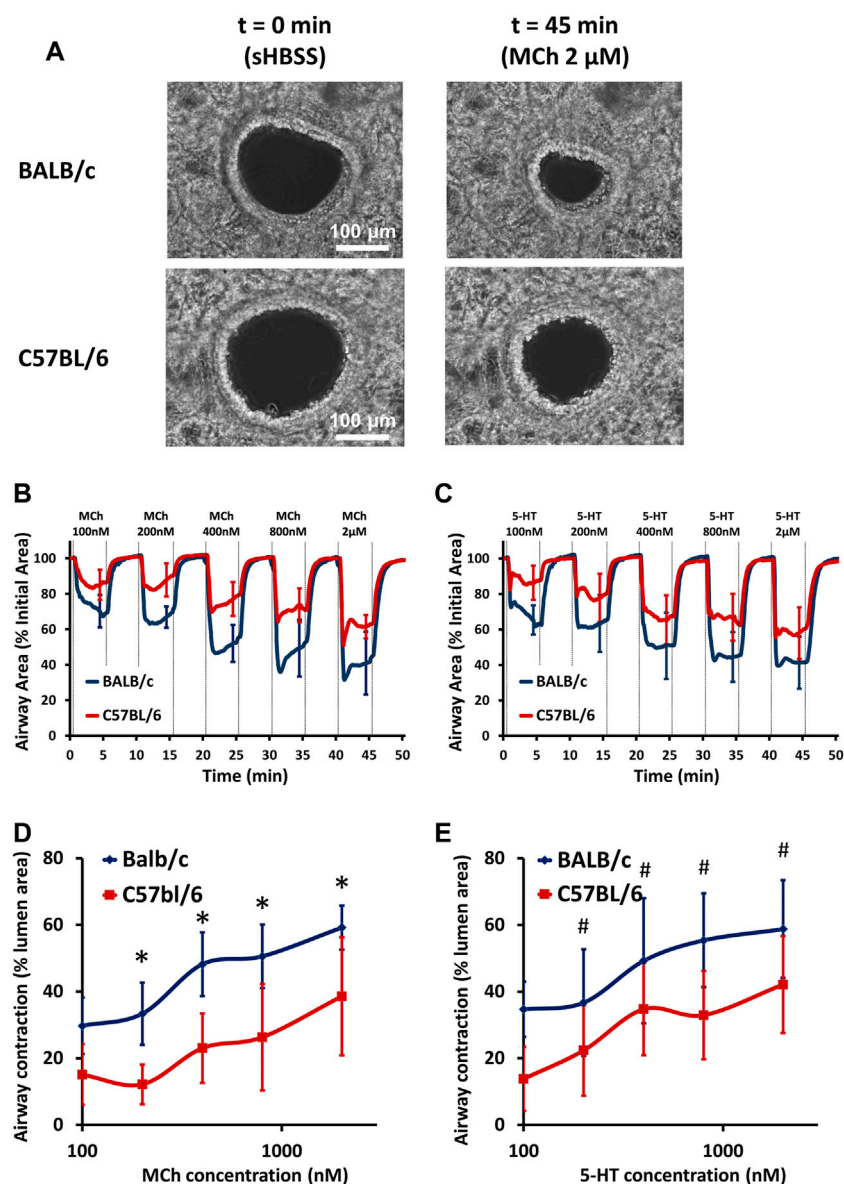 t = 0 min
(sHBSS)
t = 45 min
(MCh 2 µM)
A
BALB/c
100 µm
C57BL/6
100 µm
B
MCh 100nM
MCh 200nM
MCh 400nM
MCh 800nM
MCh 2µM
Airway Area (% Initial Area)
100
80
60
40
20
0
BALB/c
C57BL/6
0 5 10 15 20 25 30 35 40 45 50
Time (min)
C
5-HT 100nM
5-HT 200nM
5-HT 400nM
5-HT 800nM
5-HT 2µM
Airway Area (% Initial Area)
100
80
60
40
20
0
BALB/c
C57BL/6
0 5 10 15 20 25 30 35 40 45 50
Time (min)
D
Airway contraction (% lumen area)
80
60
40
20
0
Balb/c
C57bl/6
* * * * *
100 1000
MCh concentration (nM)
E
Airway contraction (% lumen area)
80
60
40
20
0
BALB/c
C57BL/6
# # # #
100 1000
5-HT concentration (nM)